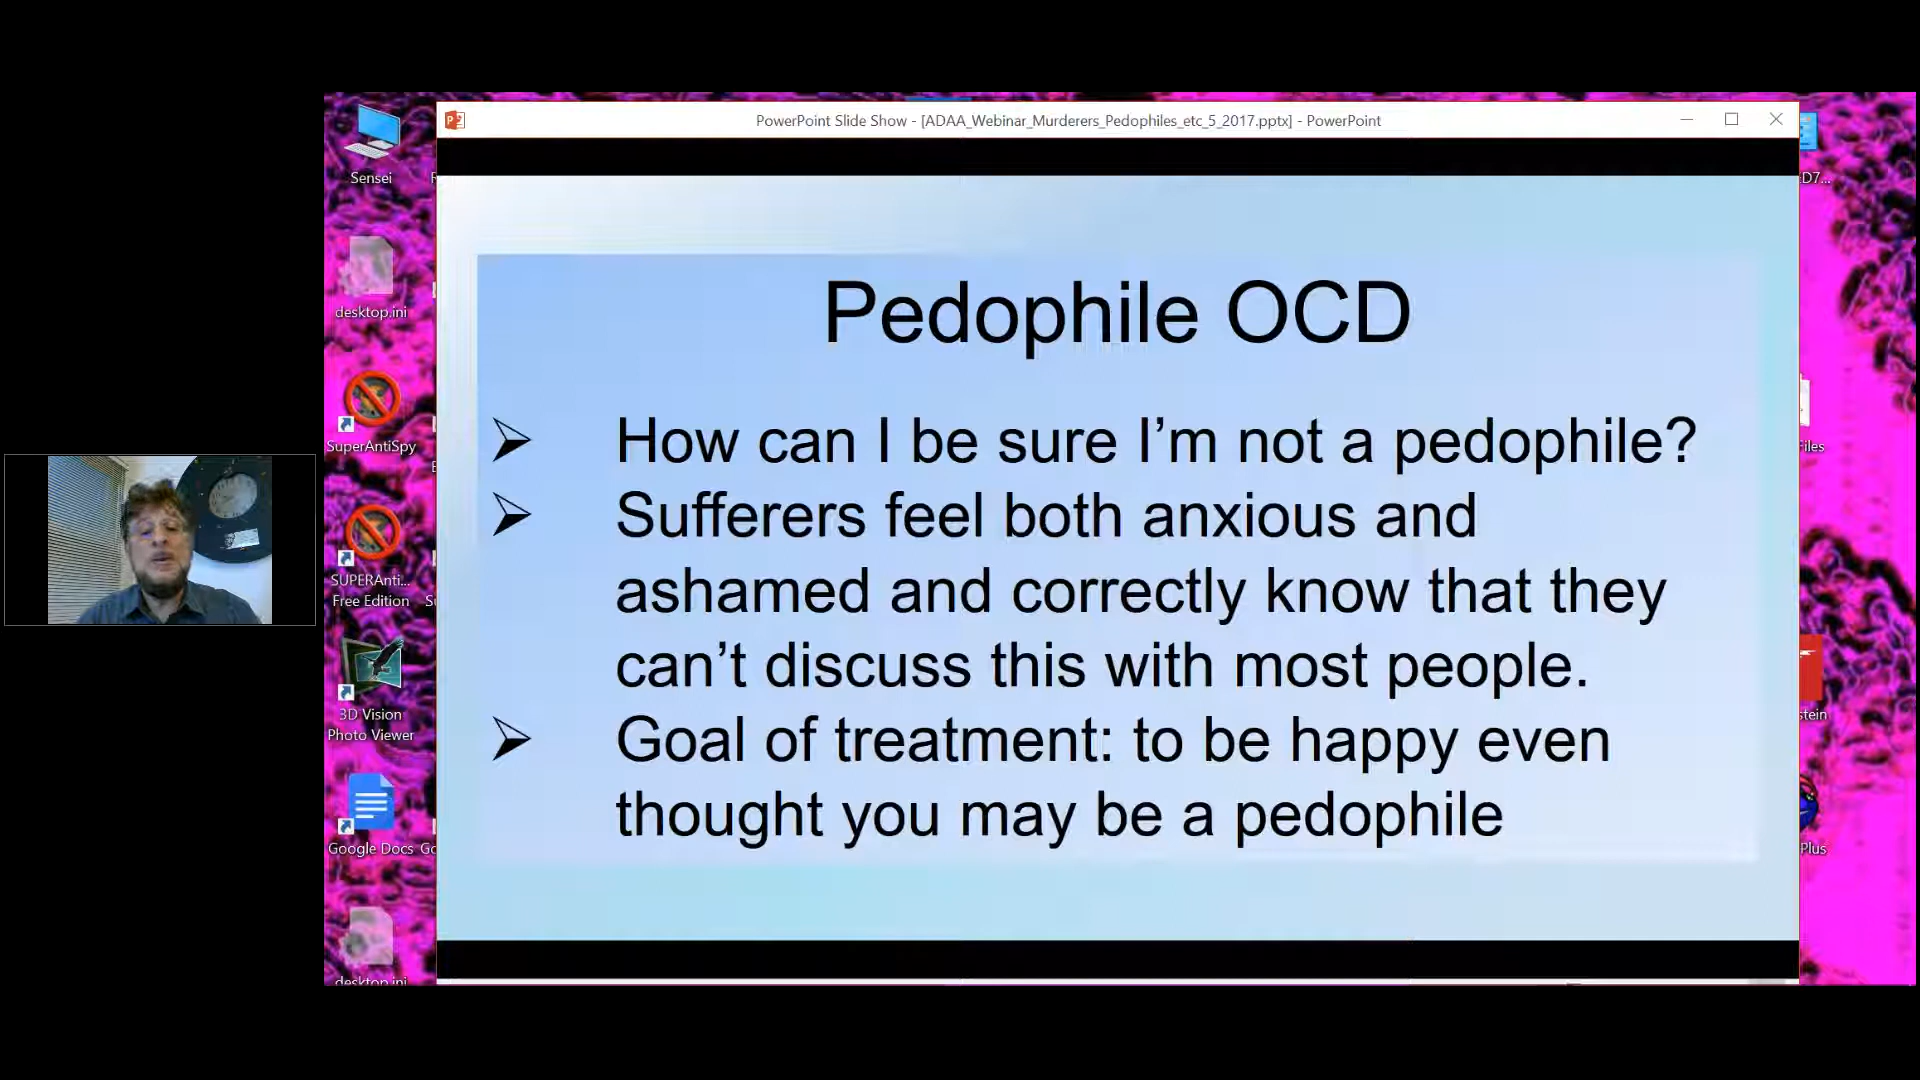 PowerPoint Slide Show - [ADAA_Webinar_Murderers_Pedophiles_etc_5_2017.pptx] - PowerPoint
Sensei
desktop.ini
SuperAntiSpy
SUPERAnti...
Free Edition
3D Vision
Photo Viewer
Google Docs
desktop.ini
Pedophile OCD
How can I be sure I’m not a pedophile?
Sufferers feel both anxious and
ashamed and correctly know that they
can’t discuss this with most people.
Goal of treatment: to be happy even
thought you may be a pedophile
D7...
Files
stein
Plus